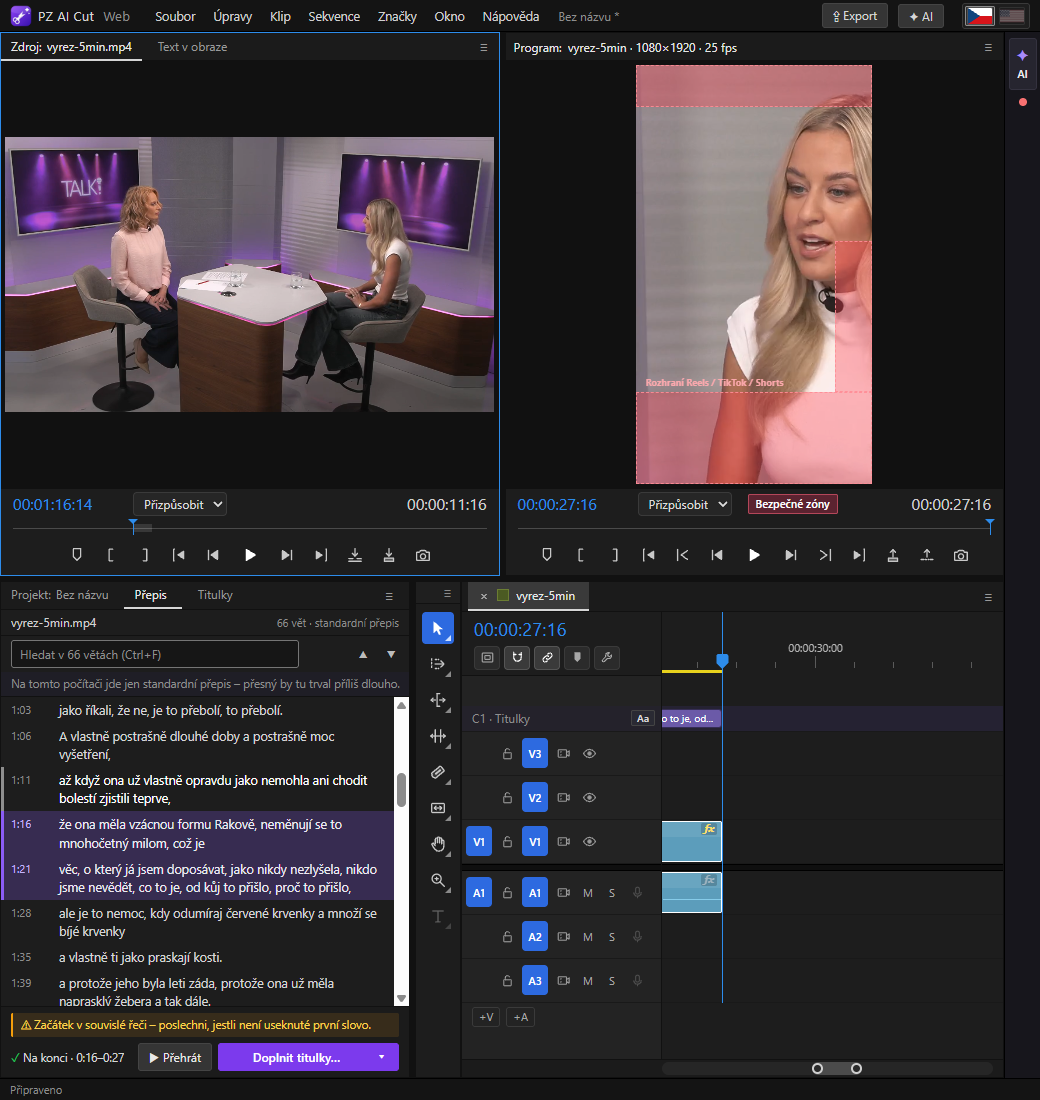 PZ AI Cut Web Soubor Úpravy Klip Sekvence Značky Okno Nápověda Bez názvu * Export AI
Zdroj: vyrez-5min.mp4 Text v obraze
Program: vyrez-5min · 1080×1920 · 25 fps
AI
TALK!
Rozhraní Reels / TikTok / Shorts
00:01:16:14 Přizpůsobit 00:00:11:16
00:00:27:16 Přizpůsobit Bezpečné zóny 00:00:27:16
Projekt: Bez názvu Přepis Titulky
vyrez-5min.mp4 66 vět · standardní přepis
Hledat v 66 větách (Ctrl+F)
Na tomto počítači jde jen standardní přepis – přesný by tu trval příliš dlouho.
1:03 jako říkali, že ne, je to přebolí, to přebolí.
1:06 A vlastně postrašně dlouhé doby a postrašně moc
vyšetření,
1:11 až když ona už vlastně opravdu jako nemohla ani chodit
bolestí zjistili teprve,
1:16 že ona měla vzácnou formu Rakově, neměnují se to
mnohočetný milom, což je
1:21 věc, o který já jsem doposávat, jako nikdy nezlyšela, nikdo
jsme nevědět, co to je, od kůj to přišlo, proč to přišlo,
1:28 ale je to nemoc, kdy odumíraj červené krvenky a množí se
bíjé krvenky
1:35 a vlastně ti jako praskají kosti.
1:39 a protože jeho byla leti záda, protože ona už měla
naprasklý žebera a tak dále.
⚠ Začátek v souvislé řeči – poslechni, jestli není useknuté první slovo.
✓ Na konci · 0:16–0:27 Přehrát Doplnit titulky...
× vyrez-5min
00:00:27:16
00:00:30:00
C1 · Titulky Aa o to je, od...
V3
V2
V1 V1 fx
A1 A1 M S fx
A2 M S
A3 M S
+V +A
T
Připraveno